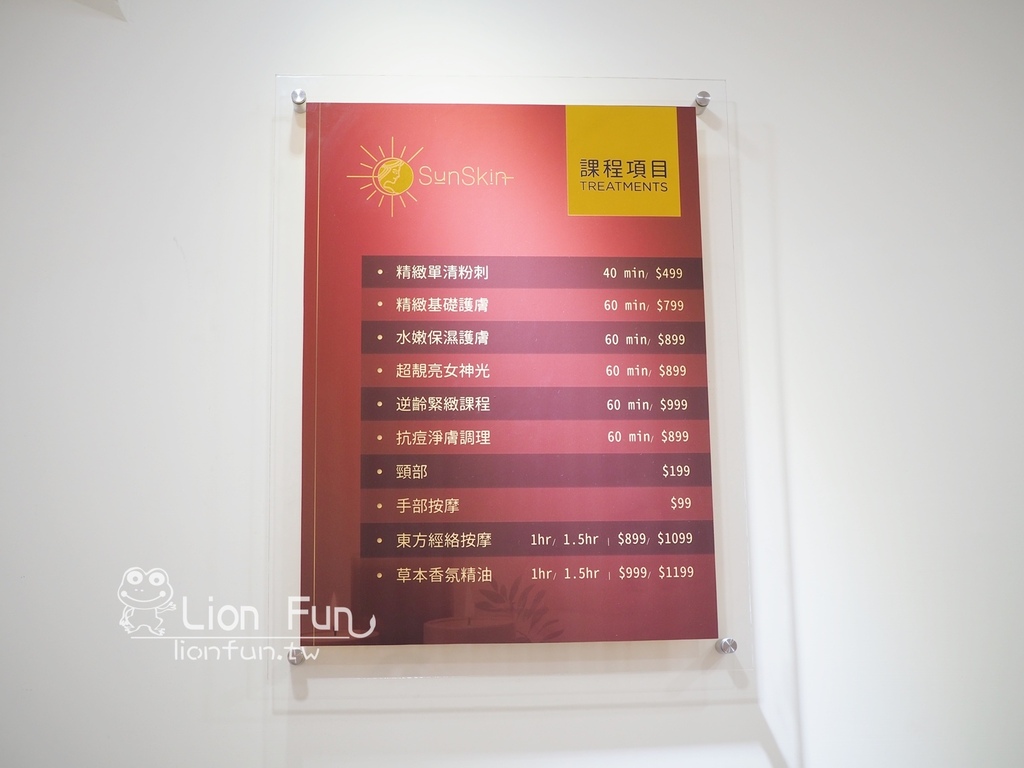 SunSkin
課程項目
TREATMENTS
• 精緻單清粉刺 40 min/ $499
• 精緻基礎護膚 60 min/ $799
• 水嫩保濕護膚 60 min/ $899
• 超靚亮女神光 60 min/ $899
• 逆齡緊緻課程 60 min/ $999
• 抗痘淨膚調理 60 min/ $899
• 頸部 $199
• 手部按摩 $99
• 東方經絡按摩 1hr/ 1.5hr | $899/ $1099
• 草本香氛精油 1hr/ 1.5hr | $999/ $1199
Lion Fun
lionfun.tw